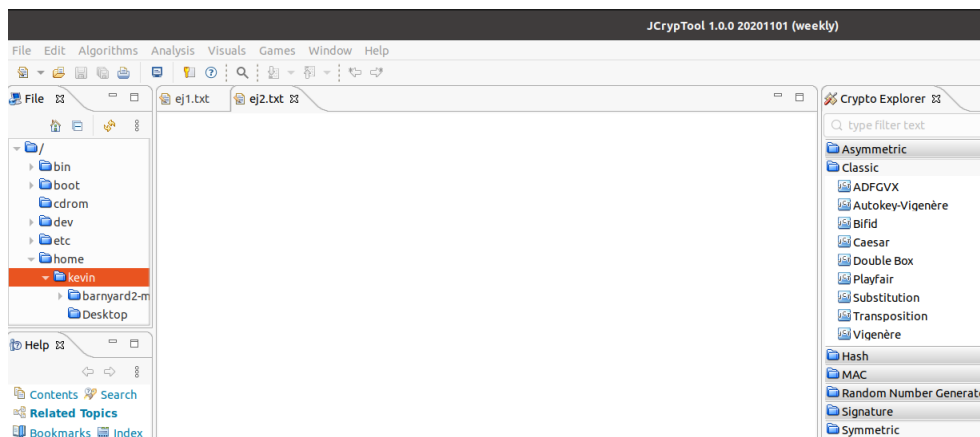 JCrypTool 1.0.0 20201101 (weekly)
File Edit Algorithms Analysis Visuals Games Window Help
File
/
bin
boot
cdrom
dev
etc
home
kevin
barnyard2-m
Desktop
Help
Contents Search
Related Topics
Bookmarks Index
ej1.txt ej2.txt
Crypto Explorer
type filter text
Asymmetric
Classic
ADFGVX
Autokey-Vigenère
Bifid
Caesar
Double Box
Playfair
Substitution
Transposition
Vigenère
Hash
MAC
Random Number Generat
Signature
Symmetric